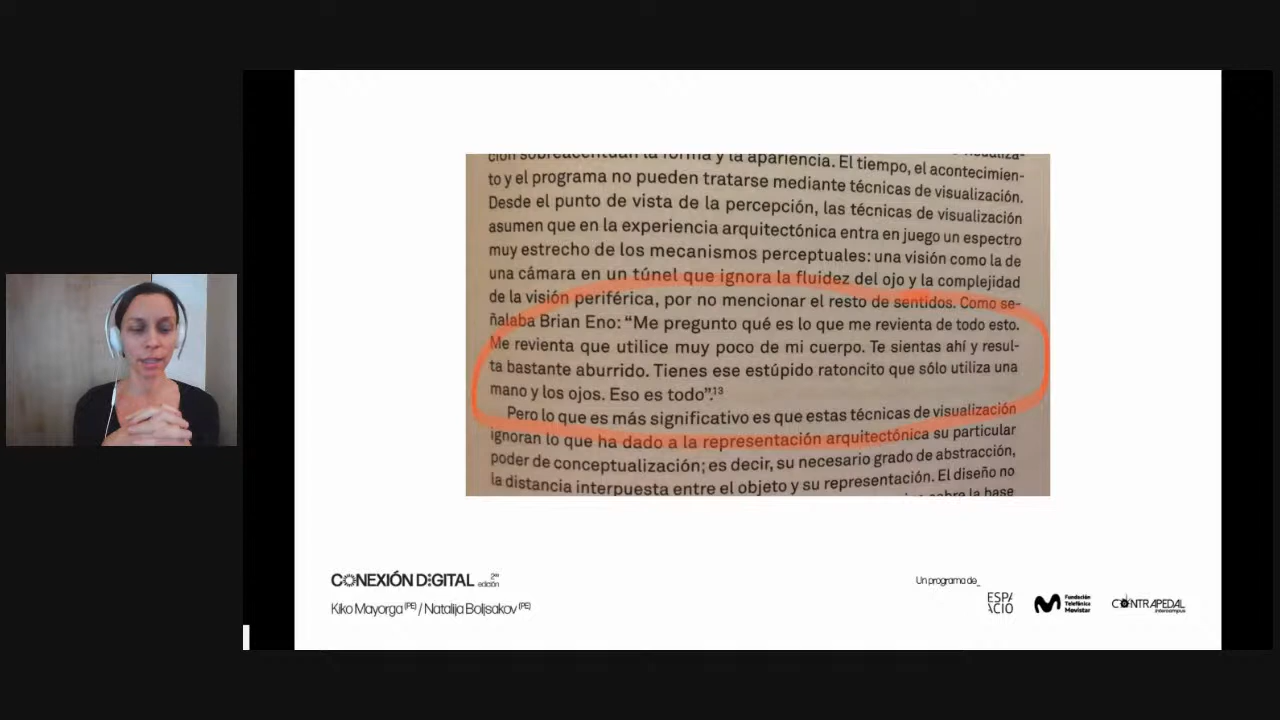 ción sobreacentúan la forma y la apariencia. El tiempo, el acontecimien-
to y el programa no pueden tratarse mediante técnicas de visualización.
Desde el punto de vista de la percepción, las técnicas de visualización
asumen que en la experiencia arquitectónica entra en juego un espectro
muy estrecho de los mecanismos perceptuales: una visión como la de
una cámara en un túnel que ignora la fluidez del ojo y la complejidad
de la visión periférica, por no mencionar el resto de sentidos. Como se-
ñalaba Brian Eno: “Me pregunto qué es lo que me revienta de todo esto.
Me revienta que utilice muy poco de mi cuerpo. Te sientas ahí y resul-
ta bastante aburrido. Tienes ese estúpido ratoncito que sólo utiliza una
mano y los ojos. Eso es todo”.¹³
Pero lo que es más significativo es que estas técnicas de visualización
ignoran lo que ha dado a la representación arquitectónica su particular
poder de conceptualización; es decir, su necesario grado de abstracción,
la distancia interpuesta entre el objeto y su representación. El diseño no
sobre la base
CONEXIÓN DIGITAL 2da edición
Kiko Mayorga (PE) / Natalija Boljsakov (PE)
Un programa de_
ESPACIO
Fundación
Telefónica
Movistar
CONTRAPEDAL